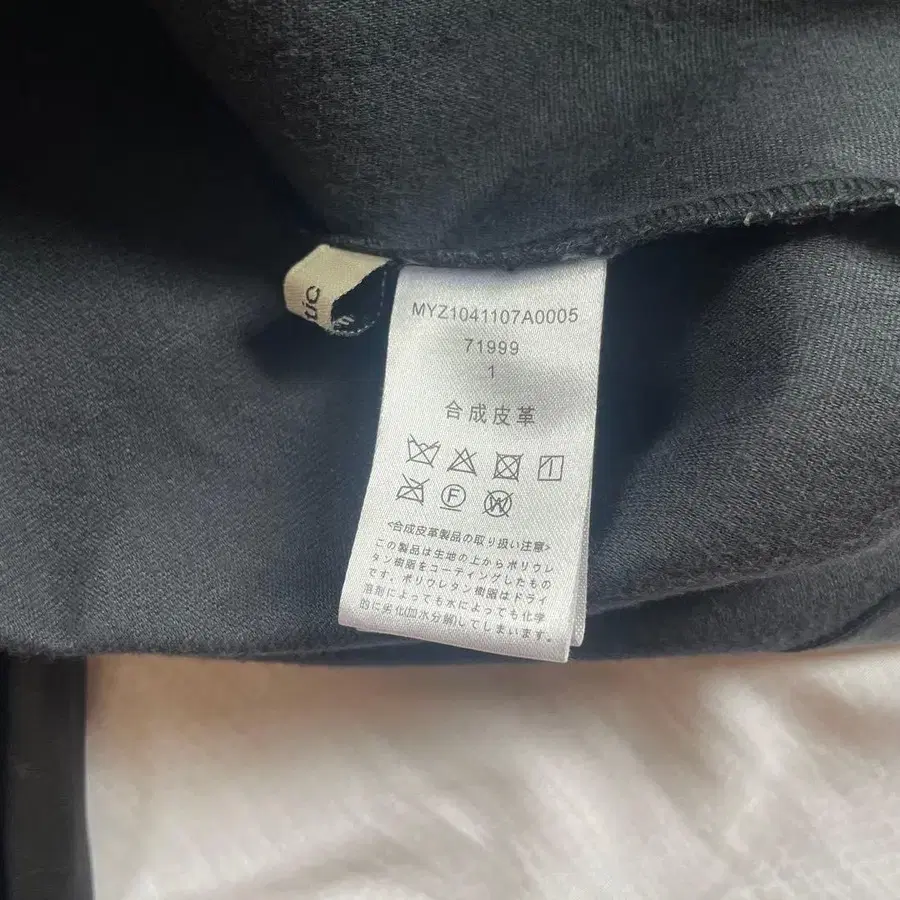 MYZ1041107A0005
71999
1
合成皮革
F
W
<合成皮革製品の取り扱い注意>
この製品は生地の上からポリウレ
タン樹脂をコーティングしたもの
です。ポリウレタン樹脂はドライ
溶剤によっても水によっても化学
的に劣化(加水分解)してしまいます。